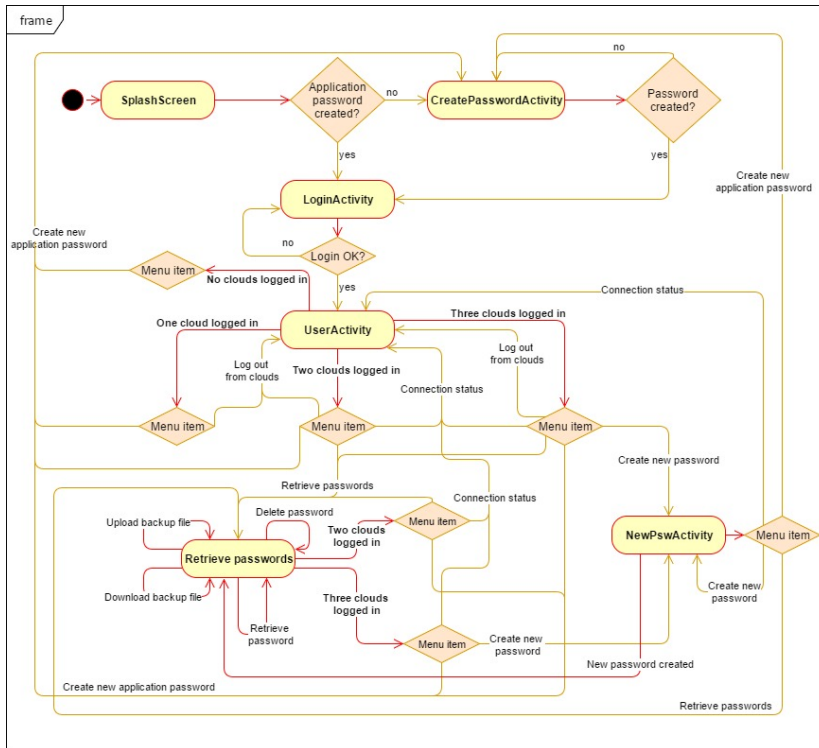 frame
no
Application
password
created?
no
SplashScreen
CreatePasswordActivity
Password
created?
yes
yes
Create new
application password
LoginActivity
Create new
application password
no
Login OK?
Menu item
No clouds logged in
yes
Connection status
One cloud logged in
UserActivity
Three clouds logged in
Log out
from clouds
Two clouds logged in
Log out
from clouds
Connection status
Menu item
Menu item
Menu item
Create new password
Retrieve passwords
Connection status
Delete password
Upload backup file
Two clouds
logged in
Menu item
NewPswActivity
Menu item
Retrieve passwords
Download backup file
Three clouds
logged in
Create new
password
Retrieve
password
Menu item
Create new
password
New password created
Create new application password
Retrieve passwords